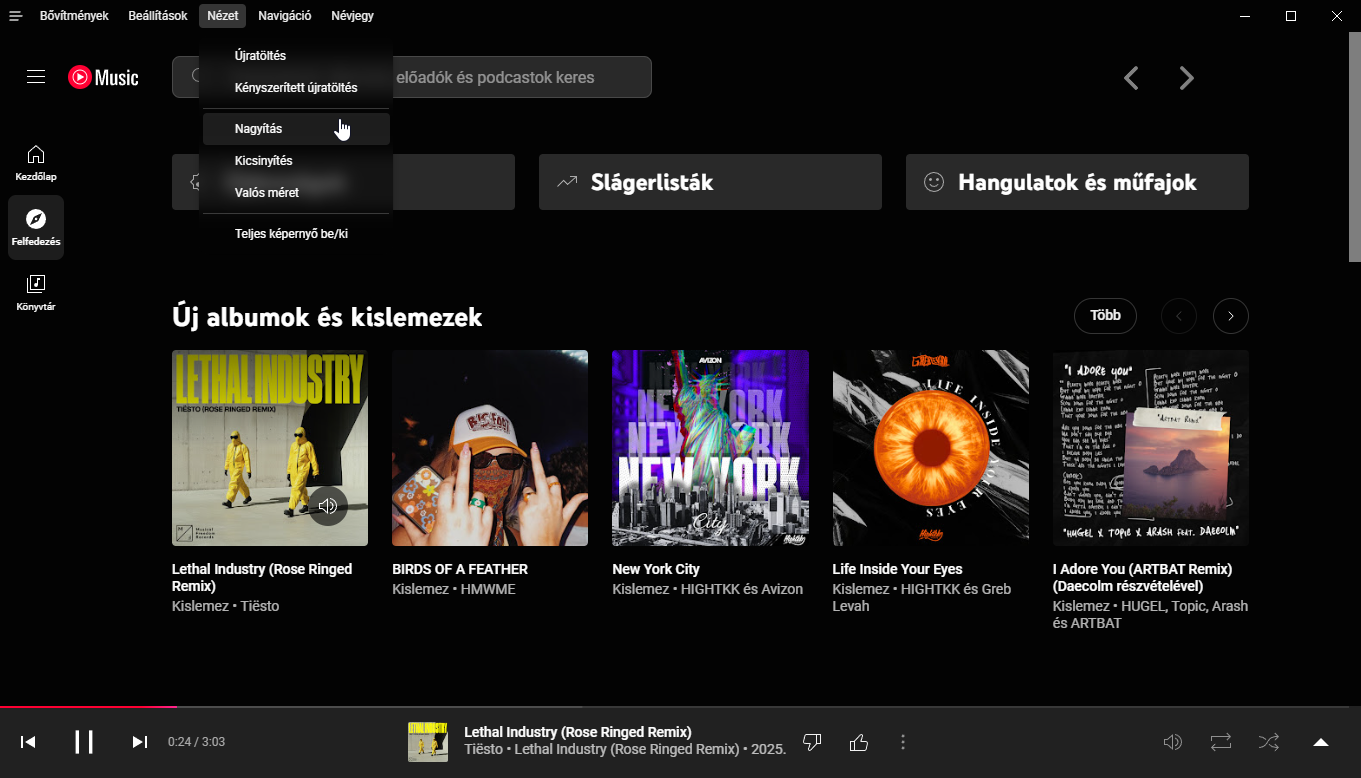 Bővítmények Beállítások Nézet Navigáció Névjegy
Újratöltés
Kényszerített újratöltés
Nagyítás
Kicsinyítés
Valós méret
Teljes képernyő be/ki
Music
előadók és podcastok keres
Kezdőlap
Felfedezés
Könyvtár
Slágerlisták
Hangulatok és műfajok
Új albumok és kislemezek
Több
LETHAL INDUSTRY
TIËSTO (ROSE RINGED REMIX)
Musical
Freedom
Records
BIGFOOT
AVIZON
NEW YORK
NEW YORK
NEW YORK
City
LIFE INSIDE YOUR EYES
"I ADORE YOU"
"ARTBAT REMIX"
"HUGEL X TOPIC X ARASH FEAT. DAECOLM"
Lethal Industry (Rose Ringed
Remix)
Kislemez • Tiësto
BIRDS OF A FEATHER
Kislemez • HMWME
New York City
Kislemez • HIGHTKK és Avizon
Life Inside Your Eyes
Kislemez • HIGHTKK és Greb
Levah
I Adore You (ARTBAT Remix)
(Daecolm részvételével)
Kislemez • HUGEL, Topic, Arash
és ARTBAT
0:24 / 3:03
Lethal Industry (Rose Ringed Remix)
Tiësto • Lethal Industry (Rose Ringed Remix) • 2025.